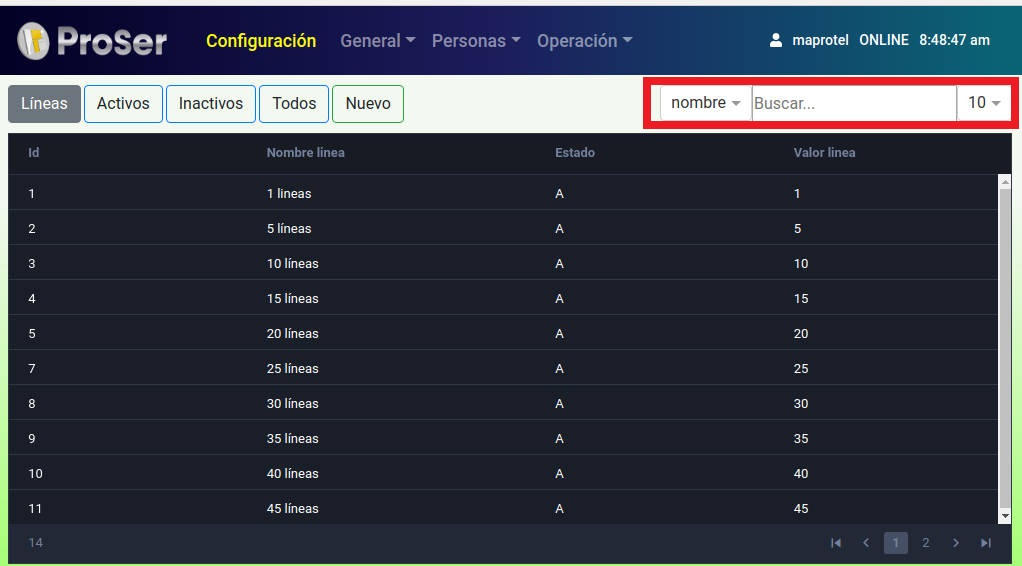 ProSer Configuración General Personas Operación maprotel ONLINE 8:48:47 am
Líneas Activos Inactivos Todos Nuevo nombre Buscar... 10
Id Nombre linea Estado Valor linea
1 1 lineas A 1
2 5 líneas A 5
3 10 líneas A 10
4 15 líneas A 15
5 20 líneas A 20
7 25 líneas A 25
8 30 líneas A 30
9 35 líneas A 35
10 40 líneas A 40
11 45 líneas A 45
14 1 2